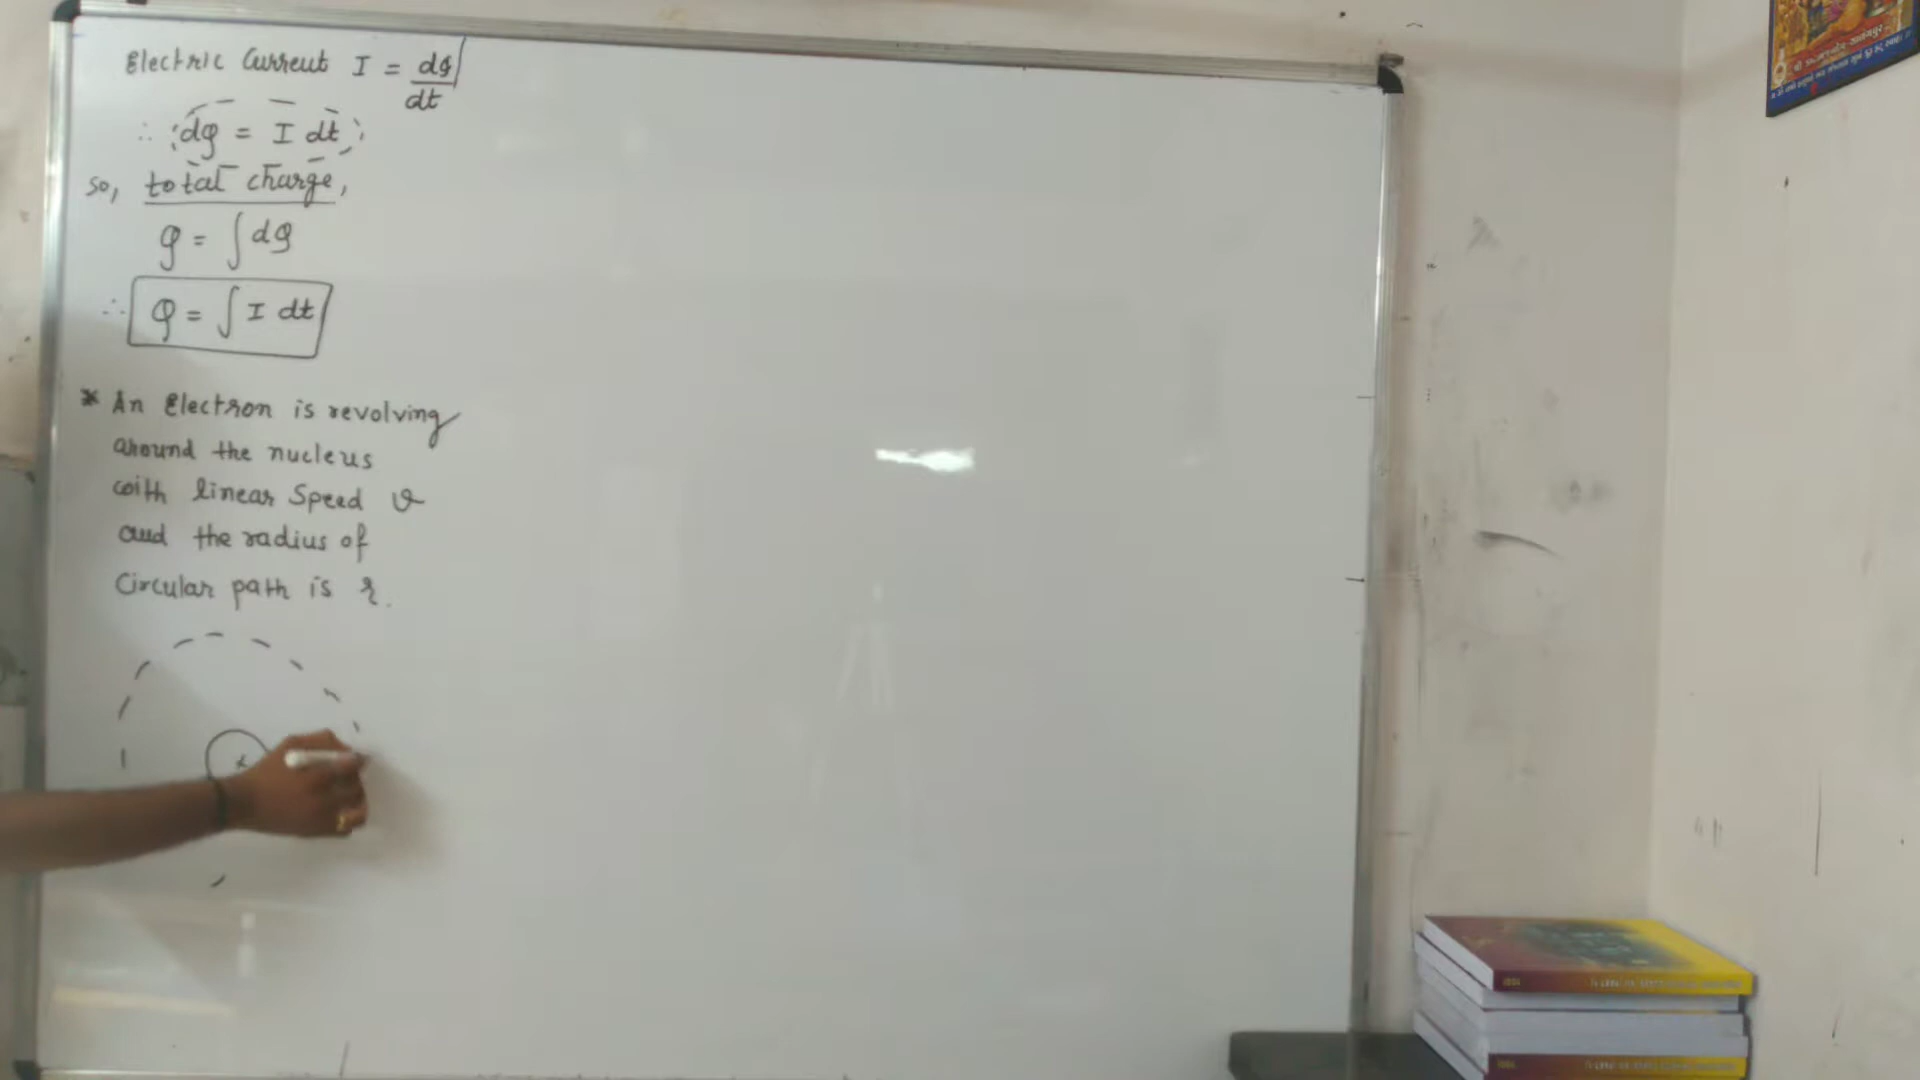 Electric Current I = dQ/dt
∴ dQ = I dt
So, total charge,
Q = ∫ dQ
∴ Q = ∫ I dt
* An Electron is revolving
around the nucleus
with linear Speed v
and the radius of
Circular path is r.